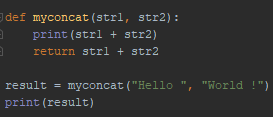 def myconcat(str1, str2):
    print(str1 + str2)
    return str1 + str2
result = myconcat("Hello ", "World !")
print(result)